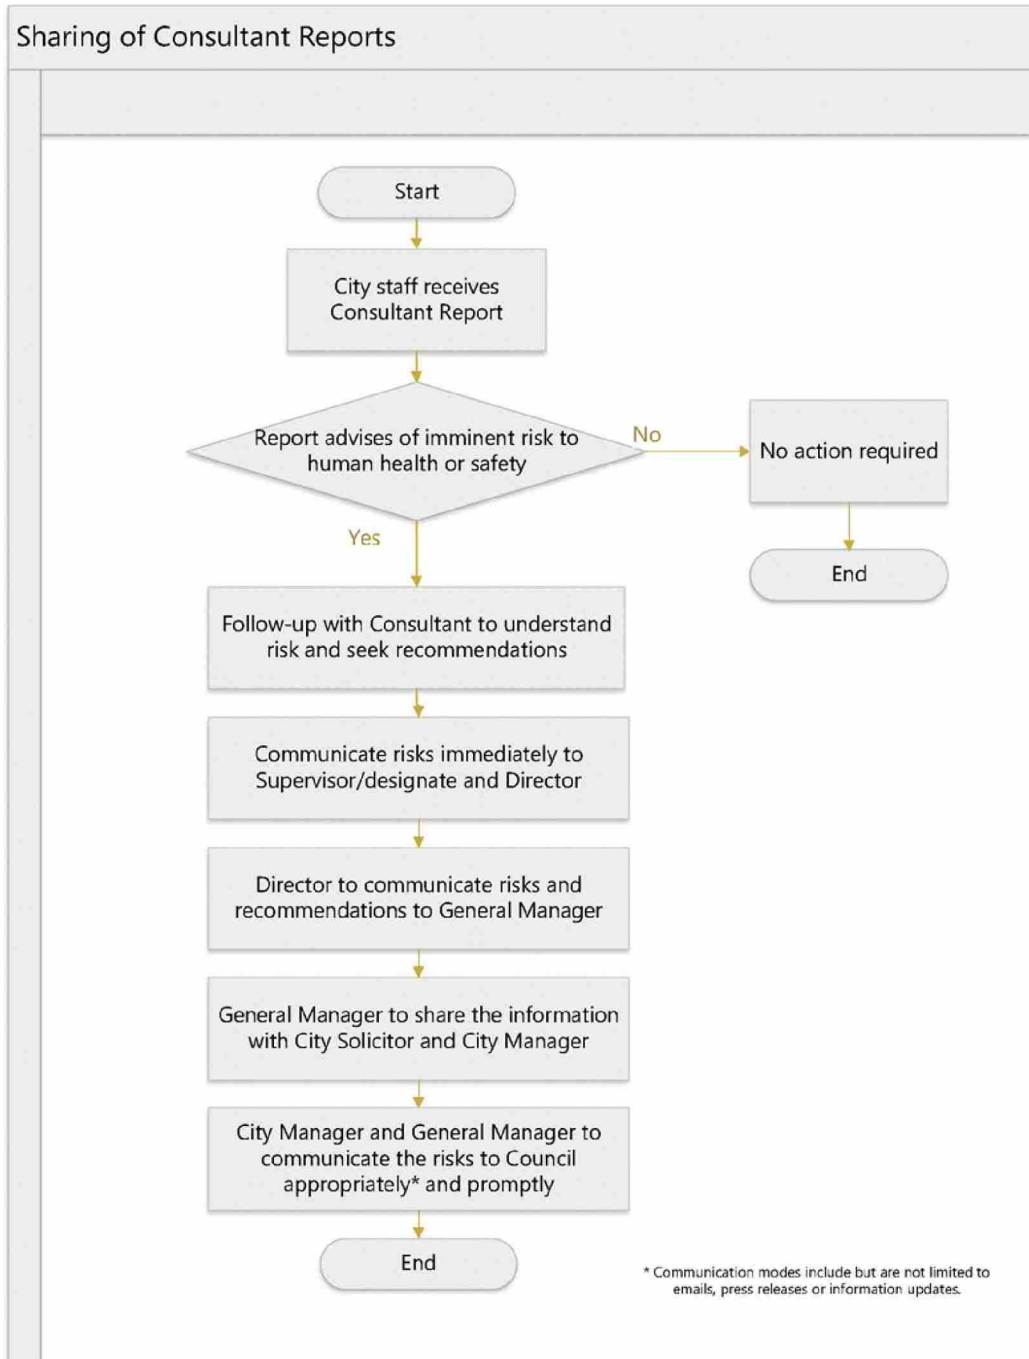 Sharing of Consultant Reports
Start
City staff receives
Consultant Report
Report advises of imminent risk to
human health or safety
No
No action required
End
Yes
Follow-up with Consultant to understand
risk and seek recommendations
Communicate risks immediately to
Supervisor/designate and Director
Director to communicate risks and
recommendations to General Manager
General Manager to share the information
with City Solicitor and City Manager
City Manager and General Manager to
communicate the risks to Council
appropriately* and promptly
End
* Communication modes include but are not limited to
emails, press releases or information updates.